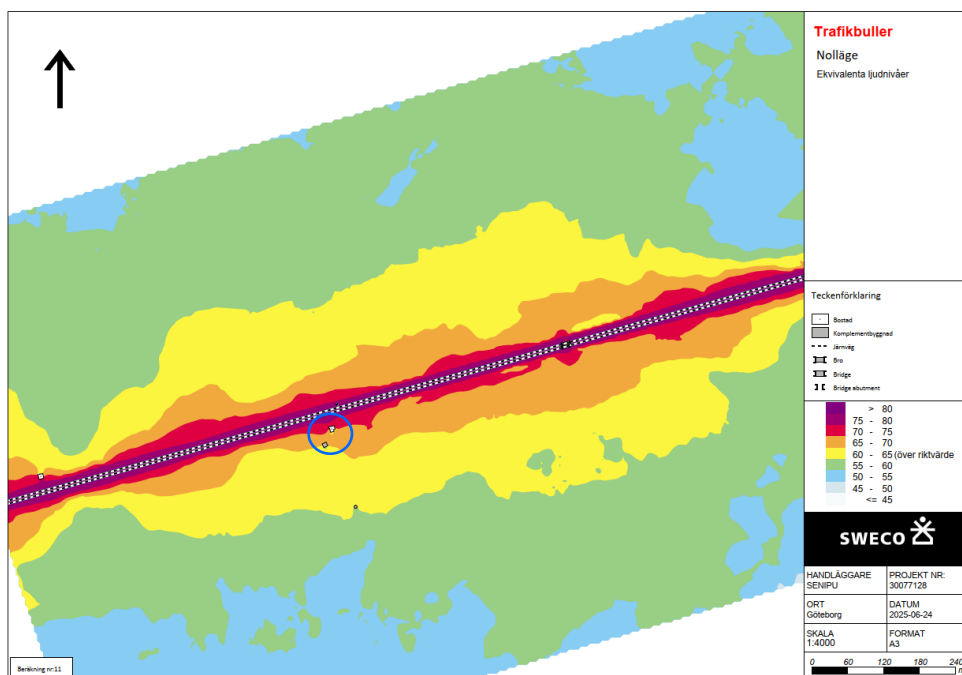 Trafikbuller
Nolläge
Ekvivalenta ljudnivåer
Teckenförklaring
Bostad
Komplementbyggnad
Järnväg
Bro
Bridge
Bridge abutment
> 80
75 - 80
70 - 75
65 - 70
60 - 65 (över riktvärde
55 - 60
50 - 55
45 - 50
<= 45
SWECO
HANDLÄGGARE
SENIPU
PROJEKT NR:
30077128
ORT
Göteborg
DATUM
2025-06-24
SKALA
1:4000
FORMAT
A3
0 60 120 180 240
m
Beräkning nr:11